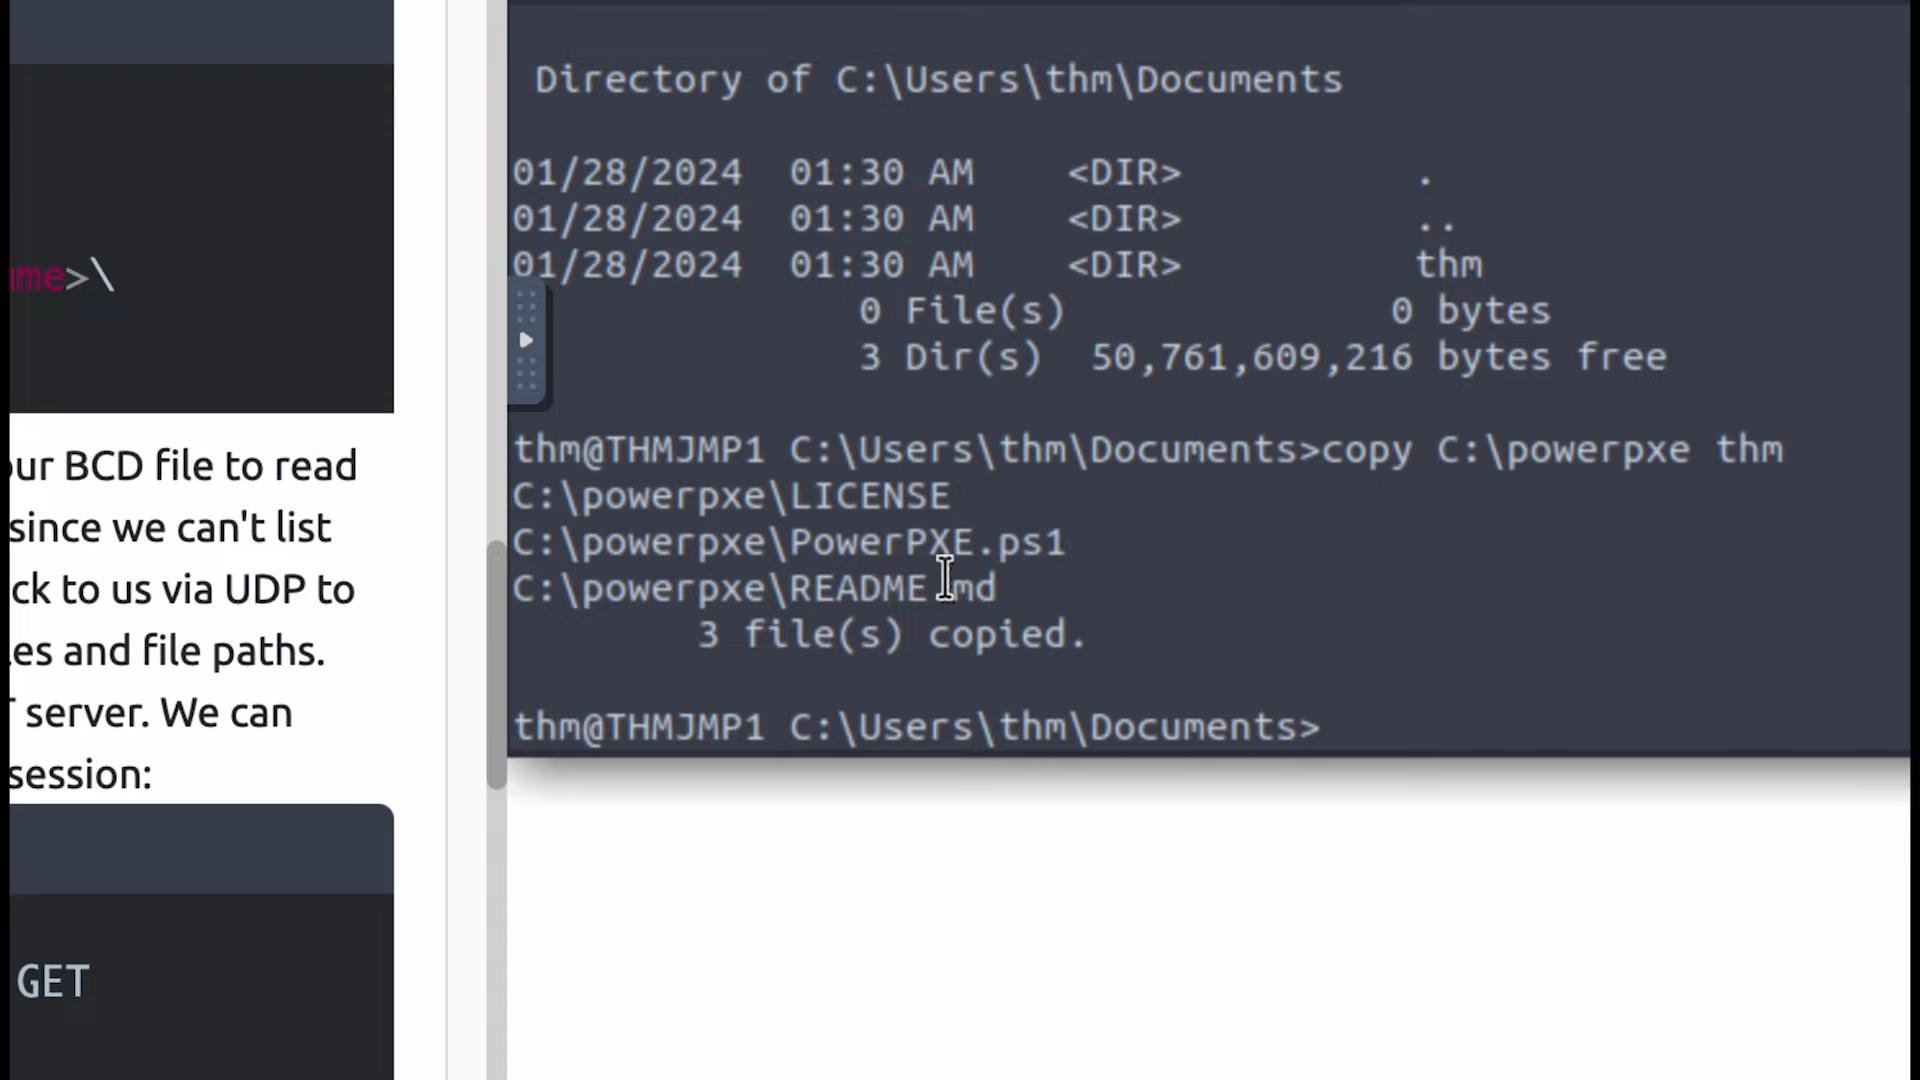 me>\
ur BCD file to read
since we can't list
ck to us via UDP to
es and file paths.
server. We can
session:
GET
Directory of C:\Users\thm\Documents
01/28/2024  01:30 AM    <DIR>          .
01/28/2024  01:30 AM    <DIR>          ..
01/28/2024  01:30 AM    <DIR>          thm
0 File(s)              0 bytes
3 Dir(s)  50,761,609,216 bytes free
thm@THMJMP1 C:\Users\thm\Documents>copy C:\powerpxe thm
C:\powerpxe\LICENSE
C:\powerpxe\PowerPXE.ps1
C:\powerpxe\README.md
3 file(s) copied.
thm@THMJMP1 C:\Users\thm\Documents>